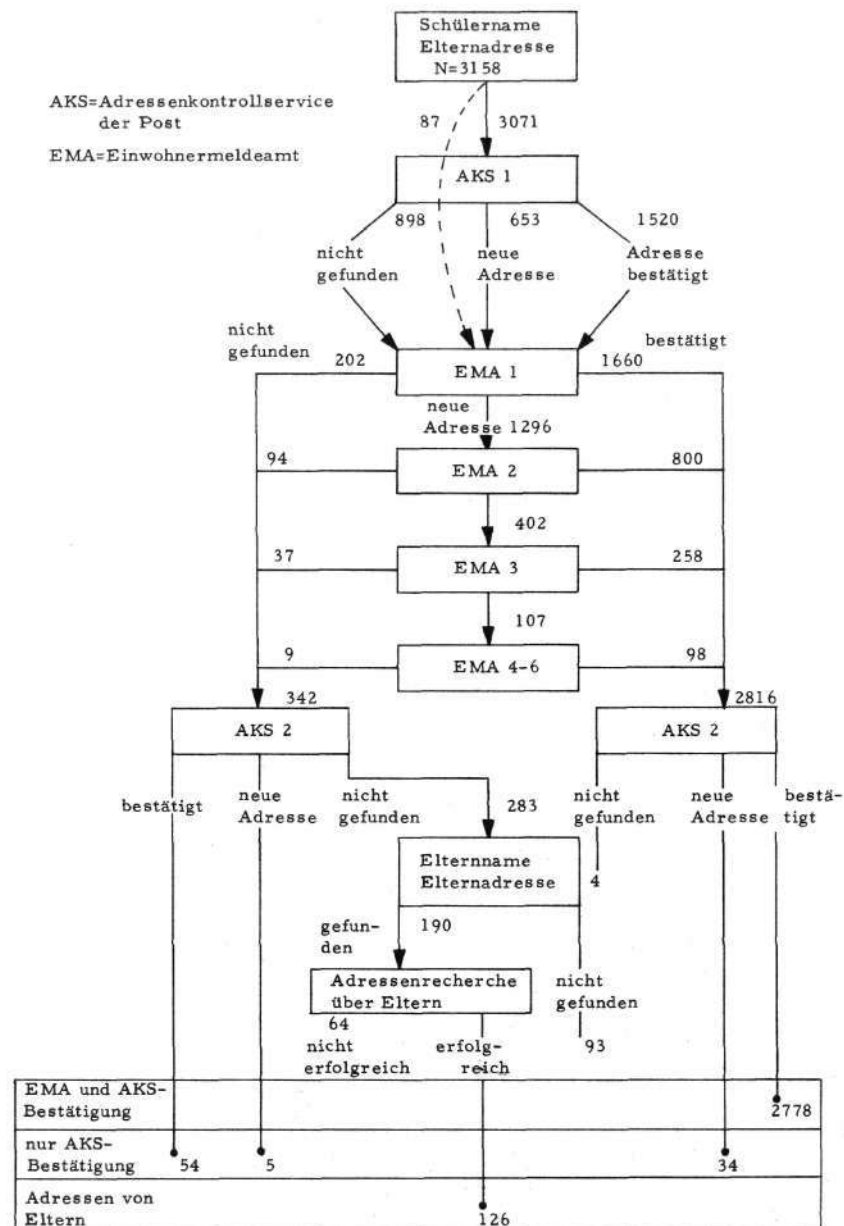 Schülername
Elternadresse
N=3158
AKS=Adressenkontrollservice
der Post
EMA=Einwohnermeldeamt
87
3071
AKS 1
898
653
1520
nicht
gefunden
neue
Adresse
Adresse
bestätigt
nicht
gefunden
bestätigt
202
EMA 1
1660
neue
Adresse 1296
94
EMA 2
800
402
37
EMA 3
258
107
9
EMA 4-6
98
342
2816
AKS 2
AKS 2
bestätigt
neue
Adresse
nicht
gefunden
283
nicht
gefunden
neue
Adresse
bestä-
tigt
Elternname
Elternadresse
4
190
gefun-
den
Adressenrecherche
über Eltern
nicht
gefunden
64
nicht
erfolgreich
erfolg-
reich
93
EMA und AKS-
Bestätigung
2778
nur AKS-
Bestätigung
54
5
34
Adressen von
Eltern
126